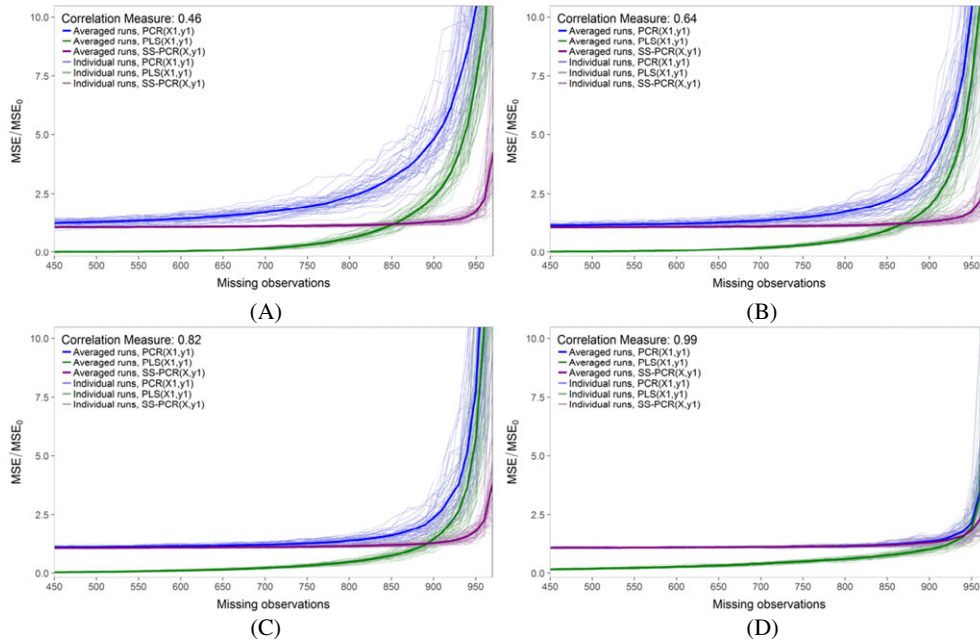 Correlation Measure: 0.46
Averaged runs, PCR(X1,y1)
Averaged runs, PLS(X1,y1)
Averaged runs, SS-PCR(X,y1)
Individual runs, PCR(X1,y1)
Individual runs, PLS(X1,y1)
Individual runs, SS-PCR(X,y1)
10.0
7.5
5.0
2.5
0.0
MSE/MSE₀
450 500 550 600 650 700 750 800 850 900 950
Missing observations
(A)
Correlation Measure: 0.64
Averaged runs, PCR(X1,y1)
Averaged runs, PLS(X1,y1)
Averaged runs, SS-PCR(X,y1)
Individual runs, PCR(X1,y1)
Individual runs, PLS(X1,y1)
Individual runs, SS-PCR(X,y1)
10.0
7.5
5.0
2.5
0.0
MSE/MSE₀
450 500 550 600 650 700 750 800 850 900 950
Missing observations
(B)
Correlation Measure: 0.82
Averaged runs, PCR(X1,y1)
Averaged runs, PLS(X1,y1)
Averaged runs, SS-PCR(X,y1)
Individual runs, PCR(X1,y1)
Individual runs, PLS(X1,y1)
Individual runs, SS-PCR(X,y1)
10.0
7.5
5.0
2.5
0.0
MSE/MSE₀
450 500 550 600 650 700 750 800 850 900 950
Missing observations
(C)
Correlation Measure: 0.99
Averaged runs, PCR(X1,y1)
Averaged runs, PLS(X1,y1)
Averaged runs, SS-PCR(X,y1)
Individual runs, PCR(X1,y1)
Individual runs, PLS(X1,y1)
Individual runs, SS-PCR(X,y1)
10.0
7.5
5.0
2.5
0.0
MSE/MSE₀
450 500 550 600 650 700 750 800 850 900 950
Missing observations
(D)